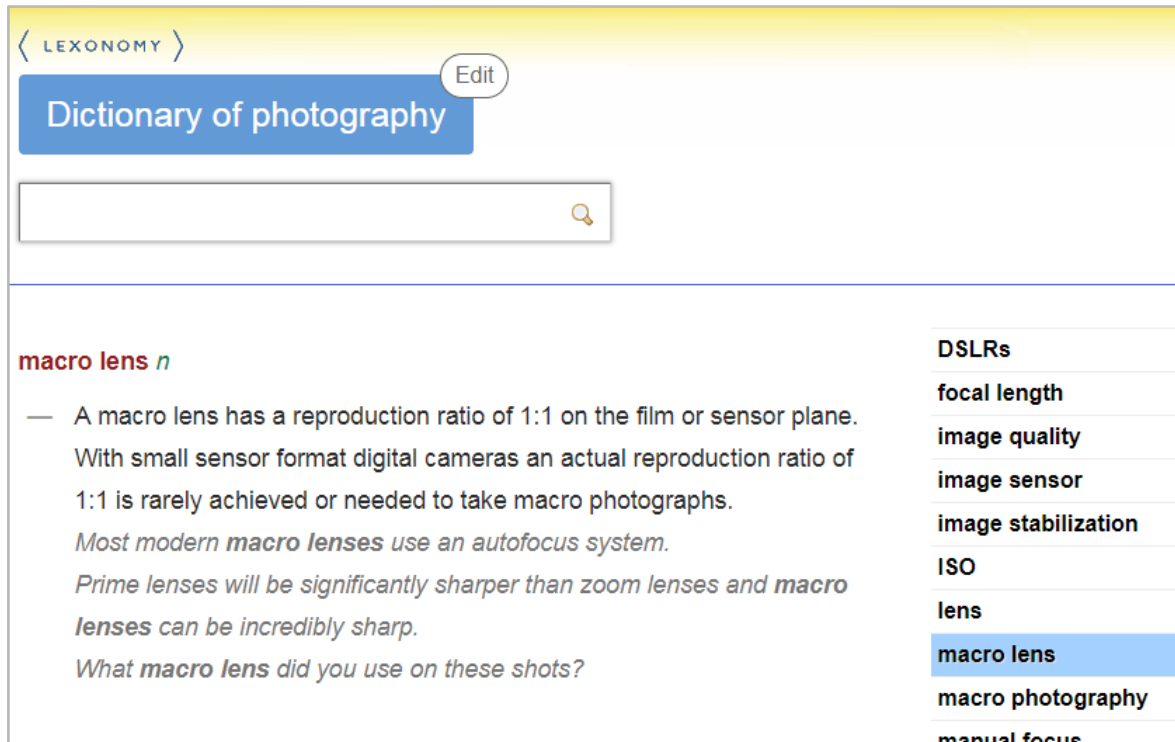 LEXONOMY
Edit
Dictionary of photography
macro lens n
— A macro lens has a reproduction ratio of 1:1 on the film or sensor plane.
With small sensor format digital cameras an actual reproduction ratio of
1:1 is rarely achieved or needed to take macro photographs.
Most modern macro lenses use an autofocus system.
Prime lenses will be significantly sharper than zoom lenses and macro
lenses can be incredibly sharp.
What macro lens did you use on these shots?
DSLRs
focal length
image quality
image sensor
image stabilization
ISO
lens
macro lens
macro photography
manual focus